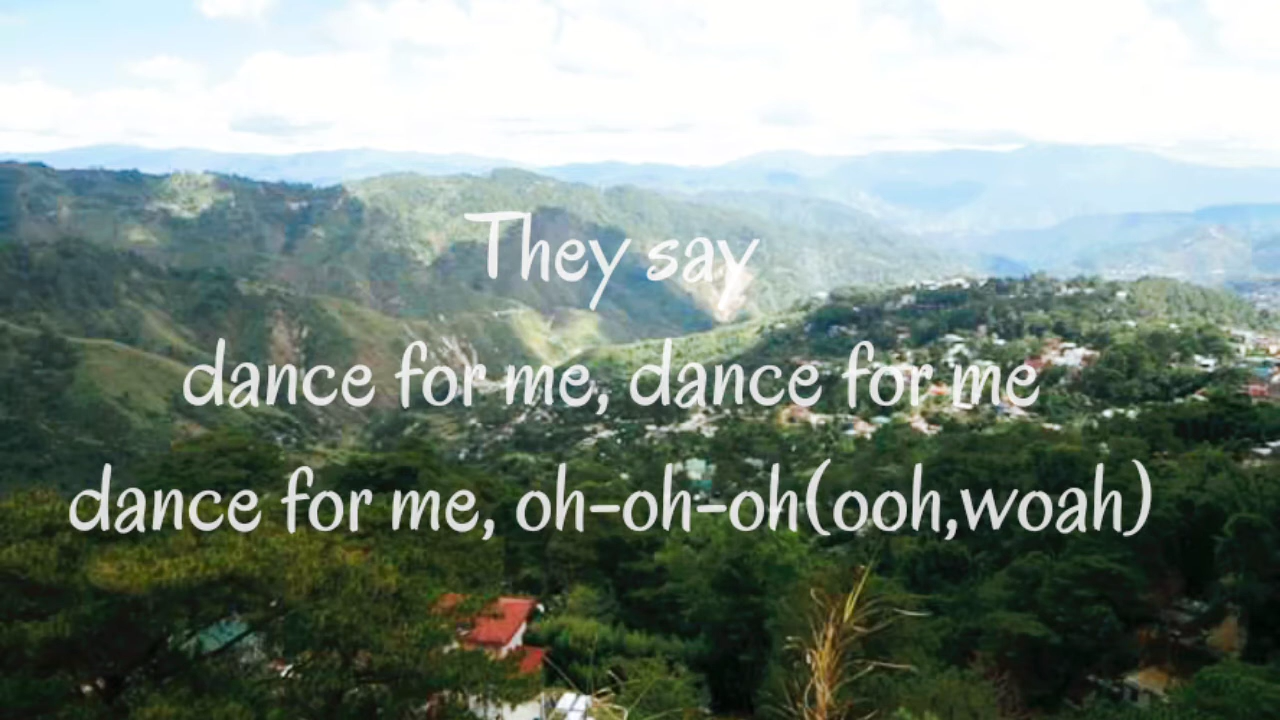 They say
dance for me, dance for me
dance for me, oh-oh-oh(ooh,woah)